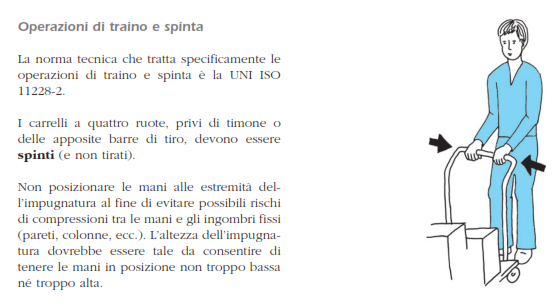 Operazioni di traino e spinta
La norma tecnica che tratta specificamente le
operazioni di traino e spinta è la UNI ISO
11228-2.
I carrelli a quattro ruote, privi di timone o
delle apposite barre di tiro, devono essere
spinti (e non tirati).
Non posizionare le mani alle estremità del-
l'impugnatura al fine di evitare possibili rischi
di compressioni tra le mani e gli ingombri fissi
(pareti, colonne, ecc.). L'altezza dell'impugna-
tura dovrebbe essere tale da consentire di
tenere le mani in posizione non troppo bassa
né troppo alta.